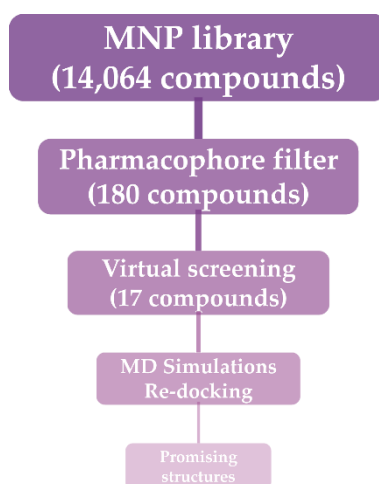 MNP library
(14,064 compounds)
Pharmacophore filter
(180 compounds)
Virtual screening
(17 compounds)
MD Simulations
Re-docking
Promising
structures